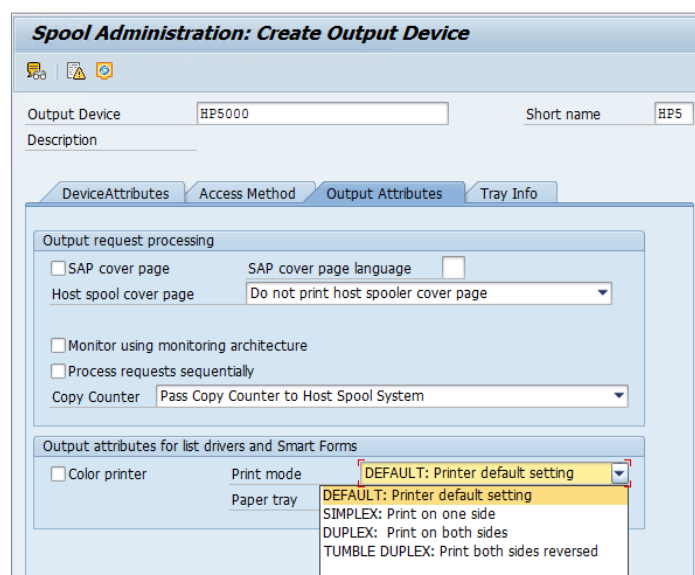 Spool Administration: Create Output Device
Output Device HP5000 Short name HP5
Description
DeviceAttributes Access Method Output Attributes Tray Info
Output request processing
SAP cover page SAP cover page language
Host spool cover page Do not print host spooler cover page
Monitor using monitoring architecture
Process requests sequentially
Copy Counter Pass Copy Counter to Host Spool System
Output attributes for list drivers and Smart Forms
Color printer Print mode DEFAULT: Printer default setting
Paper tray
DEFAULT: Printer default setting
SIMPLEX: Print on one side
DUPLEX: Print on both sides
TUMBLE DUPLEX: Print both sides reversed